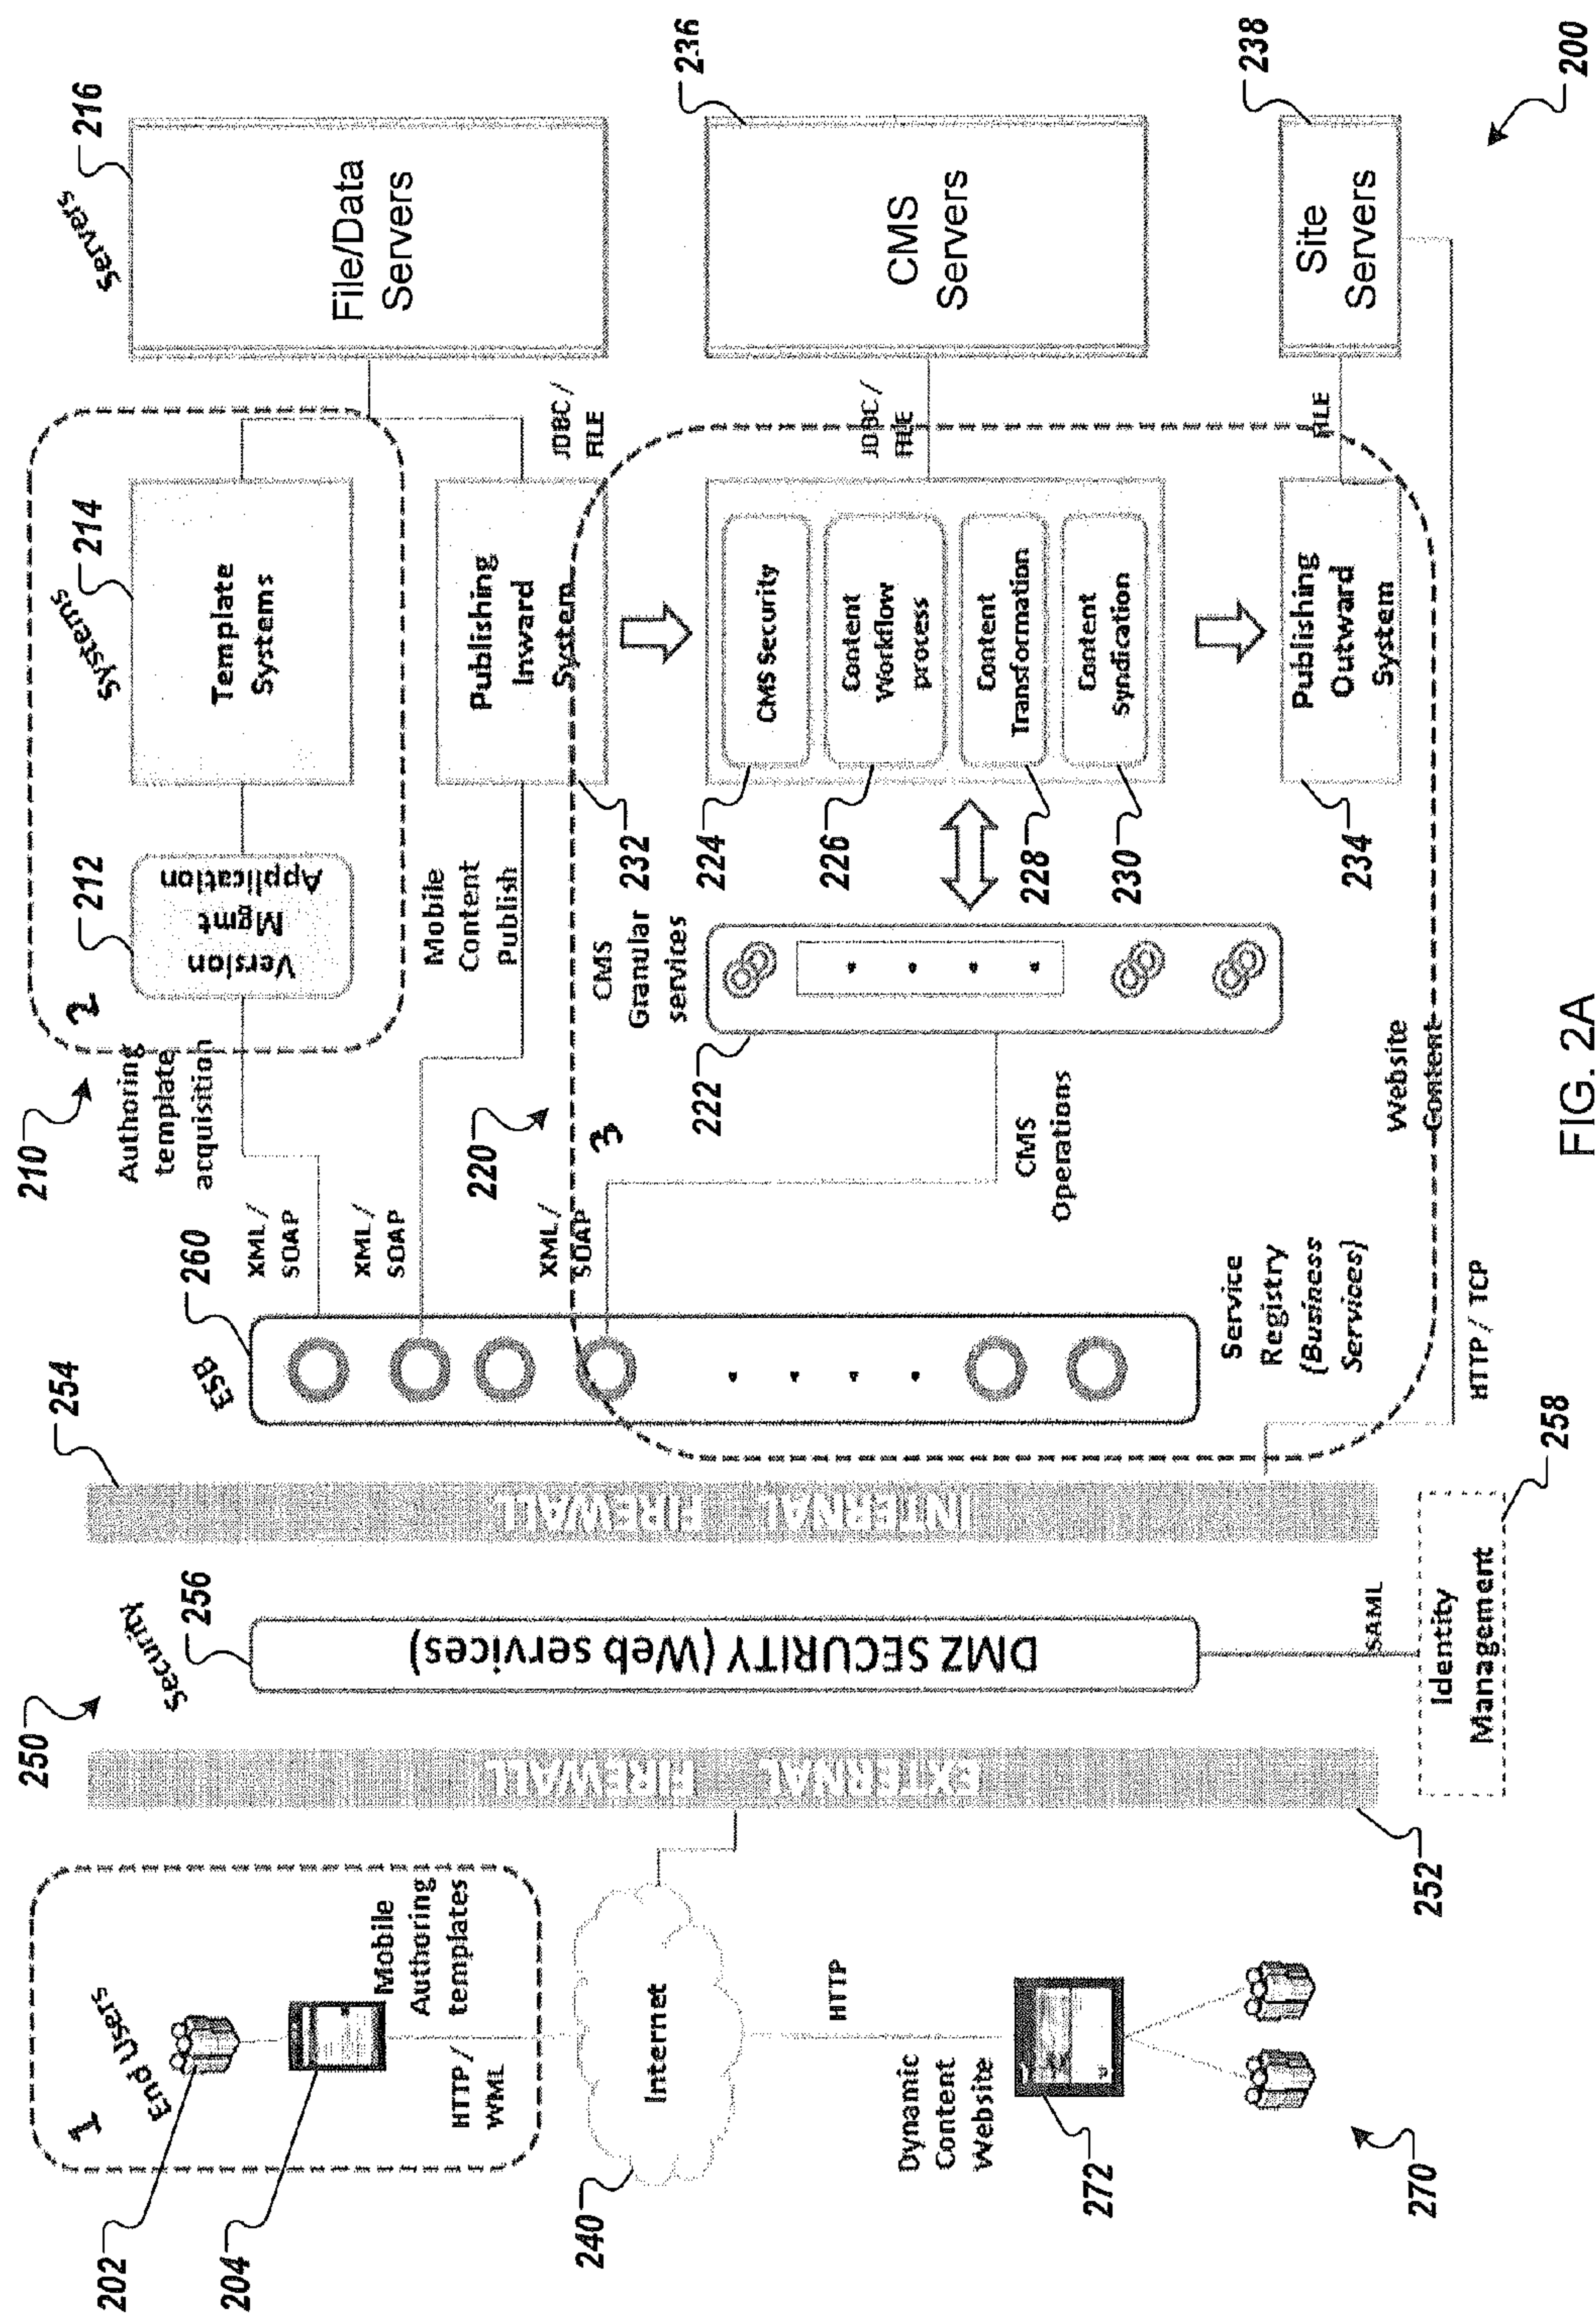 End Users
Security
ESB
Systems
Servers
1
2
3
202
204
Mobile
Authoring
templates
HTTP /
WML
240
Internet
HTTP
Dynamic
Content
Website
272
270
250
252
EXTERNAL FIREWALL
256
DMZ SECURITY (Web services)
SAML
Identity
Management
258
254
INTERNAL FIREWALL
260
XML /
SOAP
XML /
SOAP
XML /
SOAP
Service
Registry
(Business
Services)
HTTP / TCP
210
Authoring
template
acquisition
212
Version
Mgmt
Application
214
Template
Systems
216
File/Data
Servers
Mobile
Content
Publish
Publishing
Inward
System
232
JDBC /
FILE
220
CMS
Operations
222
CMS
Granular
services
224
CMS Security
226
Content
Workflow
process
228
Content
Transformation
230
Content
Syndication
JDBC /
FILE
236
CMS
Servers
234
Publishing
Outward
System
FILE
238
Site
Servers
Website
Content
200
FIG. 2A